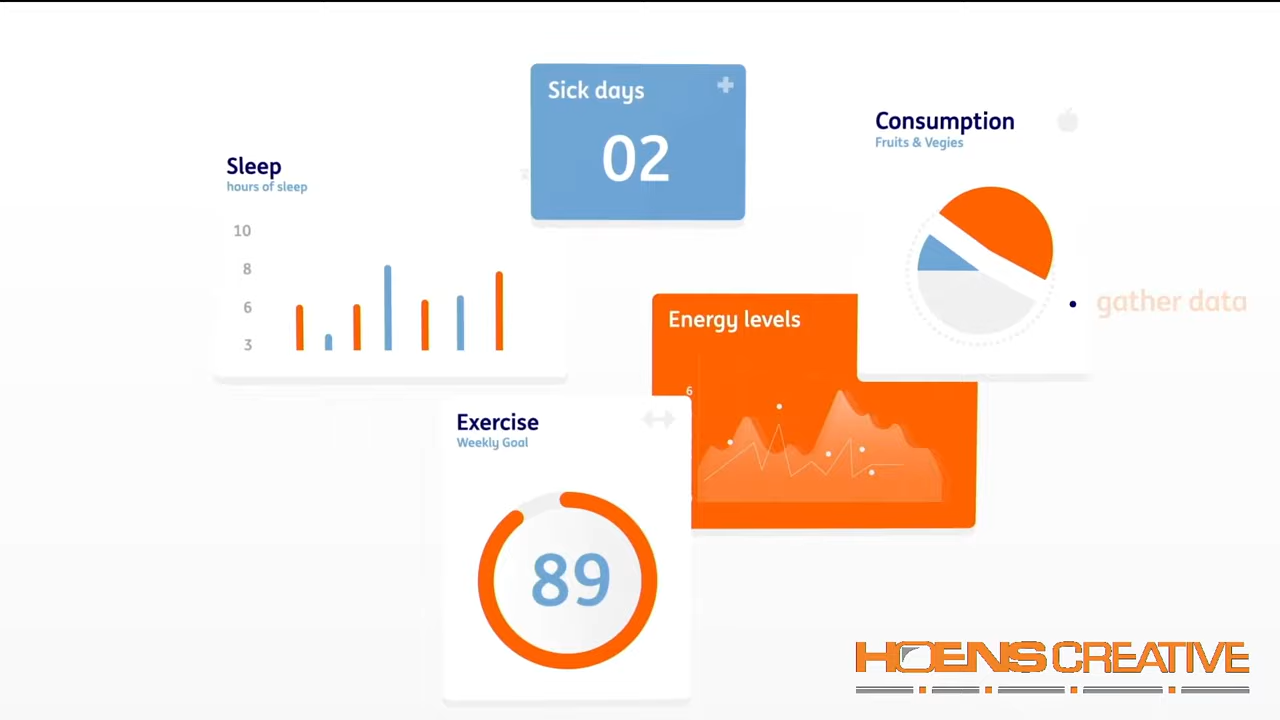 Sick days
02
Consumption
Fruits & Vegies
Sleep
hours of sleep
10
8
6
3
gather data
Energy levels
6
Exercise
Weekly Goal
89
HOENS CREATIVE